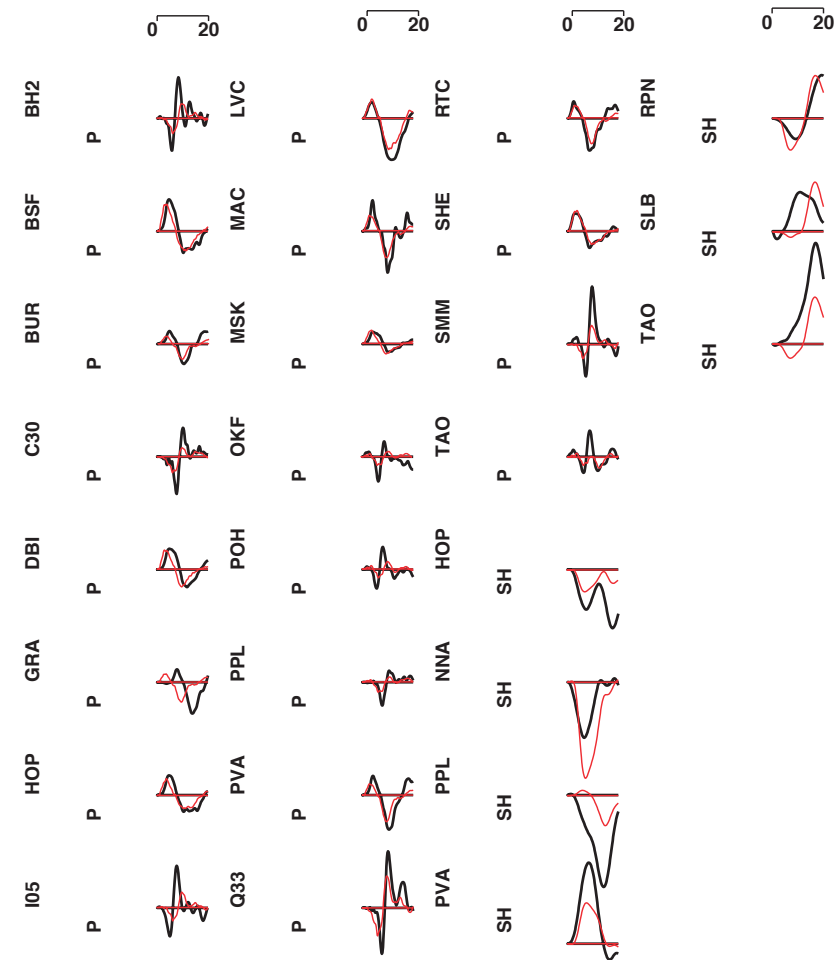 0 20 0 20 0 20 0 20
BH2 P LVC P RTC P RPN SH
BSF P MAC P SHE P SLB SH
BUR P MSK P SMM P TAO SH
C30 P OKF P TAO P
DBI P POH P HOP SH
GRA P PPL P NNA SH
HOP P PVA P PPL SH
I05 P Q33 P PVA SH